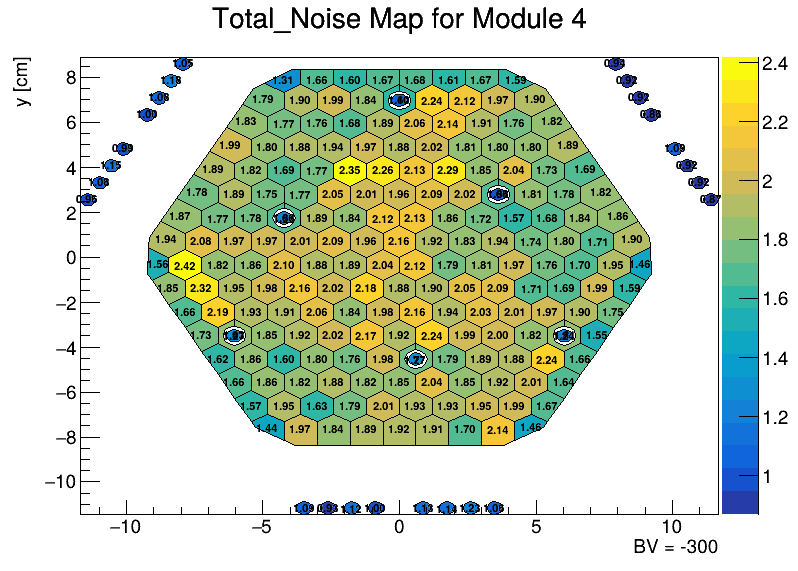 Total_Noise Map for Module 4
y [cm]
8
6
4
2
0
−2
−4
−6
−8
−10
−10
−5
0
5
10
BV = -300
2.4
2.2
2
1.8
1.6
1.4
1.2
1
1.31 1.66 1.60 1.67 1.68 1.61 1.67 1.59
1.79 1.90 1.99 1.84 2.24 2.12 1.97 1.90
1.83 1.77 1.76 1.68 1.89 2.06 2.14 1.91 1.76 1.82
1.99 1.80 1.88 1.94 1.97 1.88 2.02 1.81 1.80 1.80 1.89
1.89 1.82 1.69 1.77 2.35 2.26 2.13 2.29 1.85 2.04 1.73 1.69
1.78 1.89 1.75 1.77 2.05 2.01 1.96 2.09 2.00 1.81 1.78 1.82
1.87 1.77 1.78 1.89 1.84 2.12 2.13 1.86 1.72 1.57 1.68 1.84 1.86
1.94 2.08 1.97 1.97 2.01 2.09 1.96 2.16 1.92 1.83 1.94 1.74 1.80 1.71 1.90
1.56 2.42 1.82 1.86 2.10 1.88 1.89 2.04 2.12 1.79 1.81 1.97 1.76 1.70 1.95 1.46
1.85 2.32 1.95 1.98 2.16 2.02 2.18 1.88 1.98 2.05 2.09 1.71 1.69 1.99 1.59
1.66 2.19 1.93 1.91 2.01 1.94 1.98 2.16 1.94 2.03 2.01 1.97 1.90 1.75
1.73 1.86 1.92 2.02 2.17 1.92 2.24 1.99 2.00 1.82 1.55
1.62 1.86 1.60 1.80 1.76 1.98 1.79 1.89 1.88 2.24 1.66
1.66 1.86 1.82 1.82 1.85 1.85 2.04 1.85 1.92 2.01 1.64
1.57 1.95 1.63 1.79 2.01 1.93 1.93 1.95 1.99 1.67
1.44 1.97 1.84 1.89 1.92 1.91 1.70 2.14 1.46